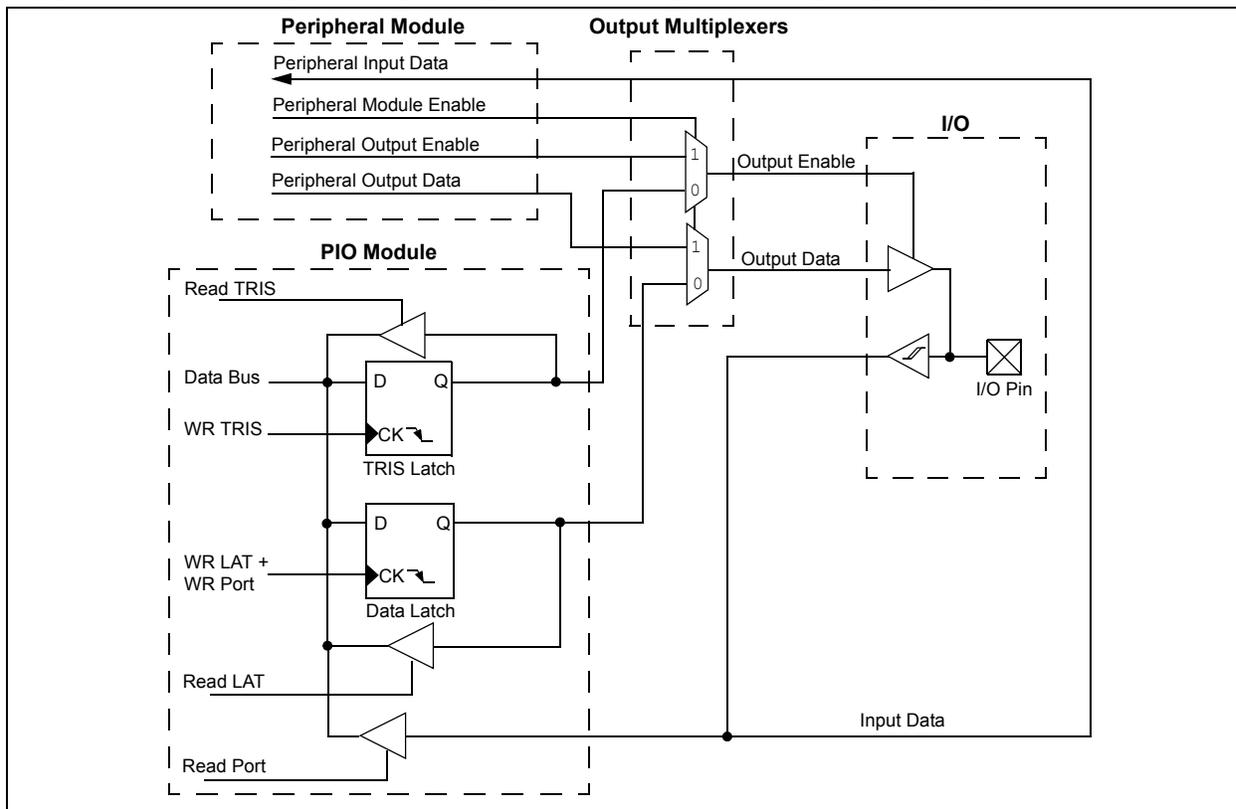 Peripheral Module
Output Multiplexers
Peripheral Input Data
Peripheral Module Enable
Peripheral Output Enable
Peripheral Output Data
1
0
1
0
Output Enable
Output Data
I/O
I/O Pin
PIO Module
Read TRIS
Data Bus
D
Q
WR TRIS
CK
TRIS Latch
D
Q
WR LAT +
WR Port
CK
Data Latch
Read LAT
Read Port
Input Data